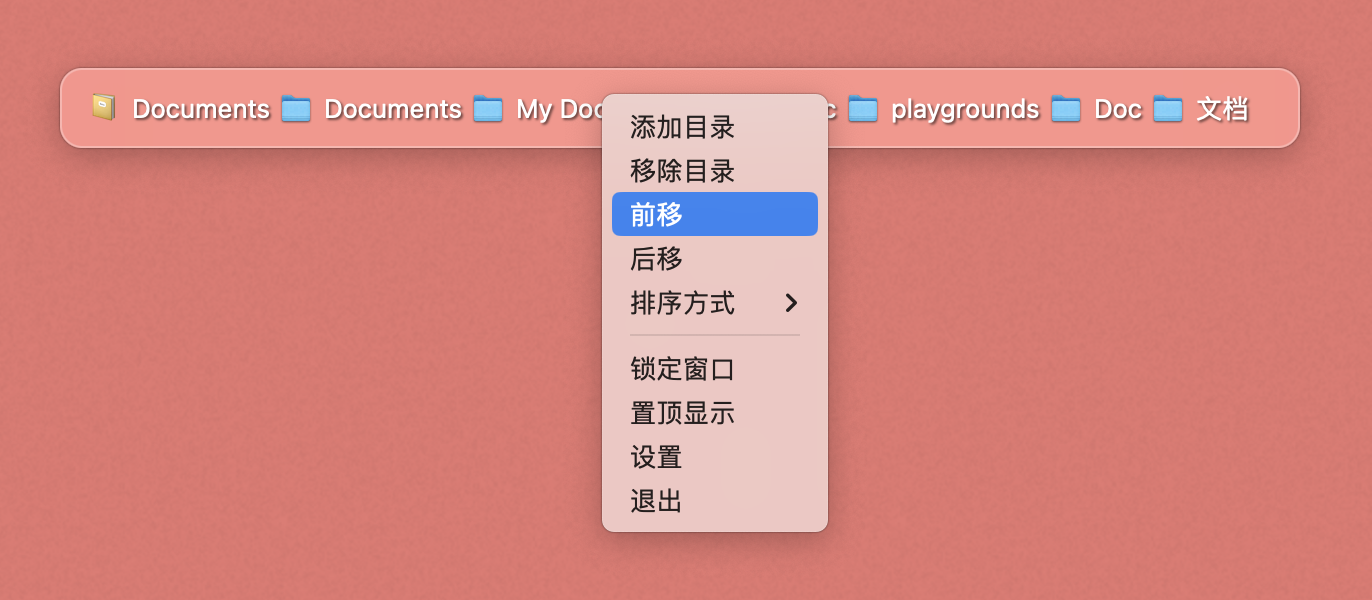 Documents Documents My Doc playgrounds Doc 文档
添加目录
移除目录
前移
后移
排序方式
锁定窗口
置顶显示
设置
退出